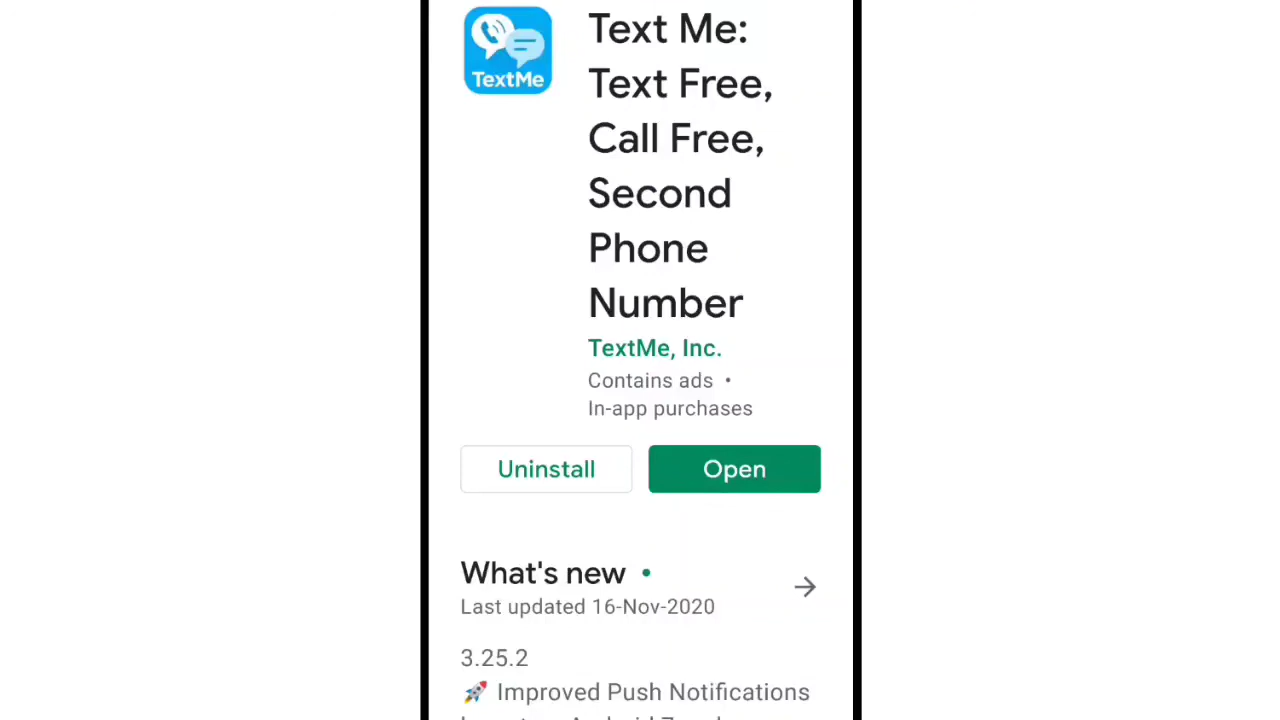 TextMe
Text Me:
Text Free,
Call Free,
Second
Phone
Number
TextMe, Inc.
Contains ads •
In-app purchases
Uninstall
Open
What's new •
Last updated 16-Nov-2020
3.25.2
🚀 Improved Push Notifications